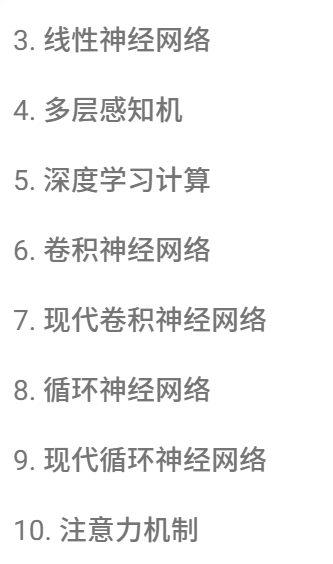 3. 线性神经网络
4. 多层感知机
5. 深度学习计算
6. 卷积神经网络
7. 现代卷积神经网络
8. 循环神经网络
9. 现代循环神经网络
10. 注意力机制